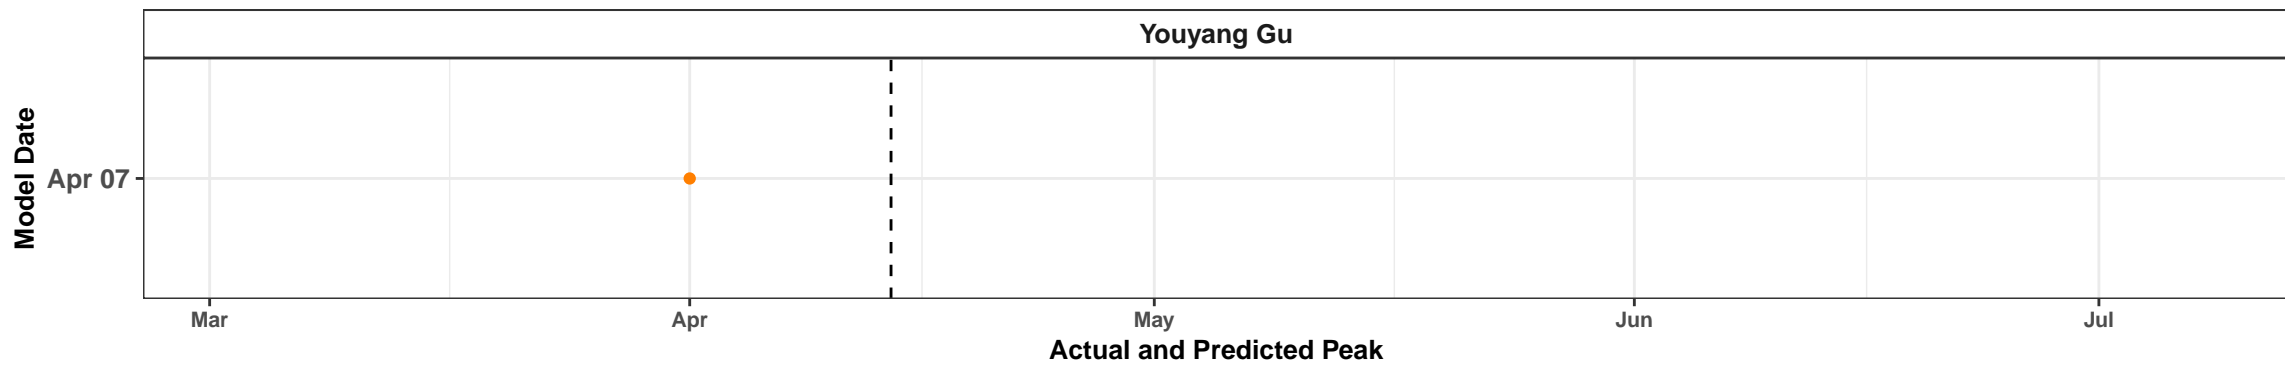 Youyang Gu
Model Date
Apr 07
Mar Apr May Jun Jul
Actual and Predicted Peak